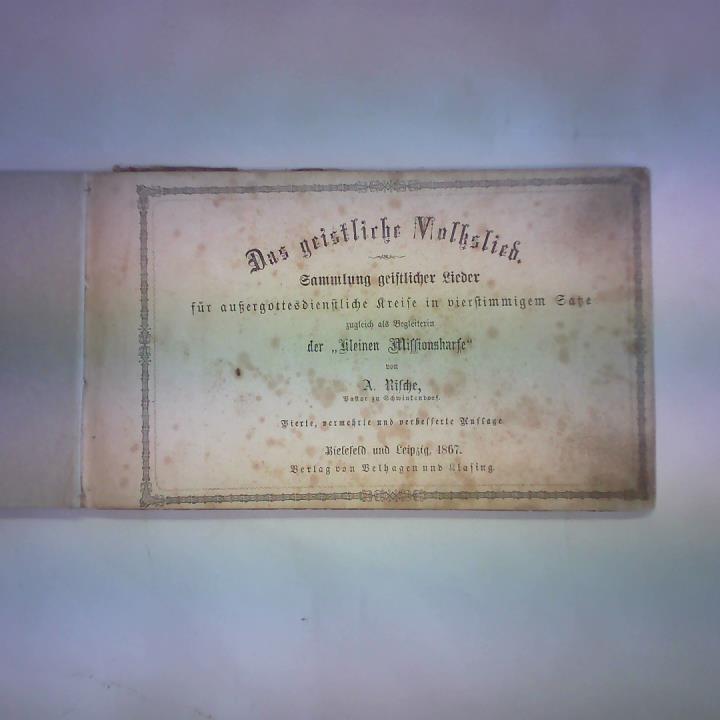 Das geistliche Volkslied.
Sammlung geistlicher Lieder
für außergottesdienstliche Kreise in vierstimmigem Satze
zugleich als Begleiterin
der „Kleinen Missionsharfe“
von
A. Rische,
Pastor zu Schwinkendorf.
Vierte, vermehrte und verbesserte Auflage
Bielefeld und Leipzig, 1867.
Verlag von Velhagen und Klasing